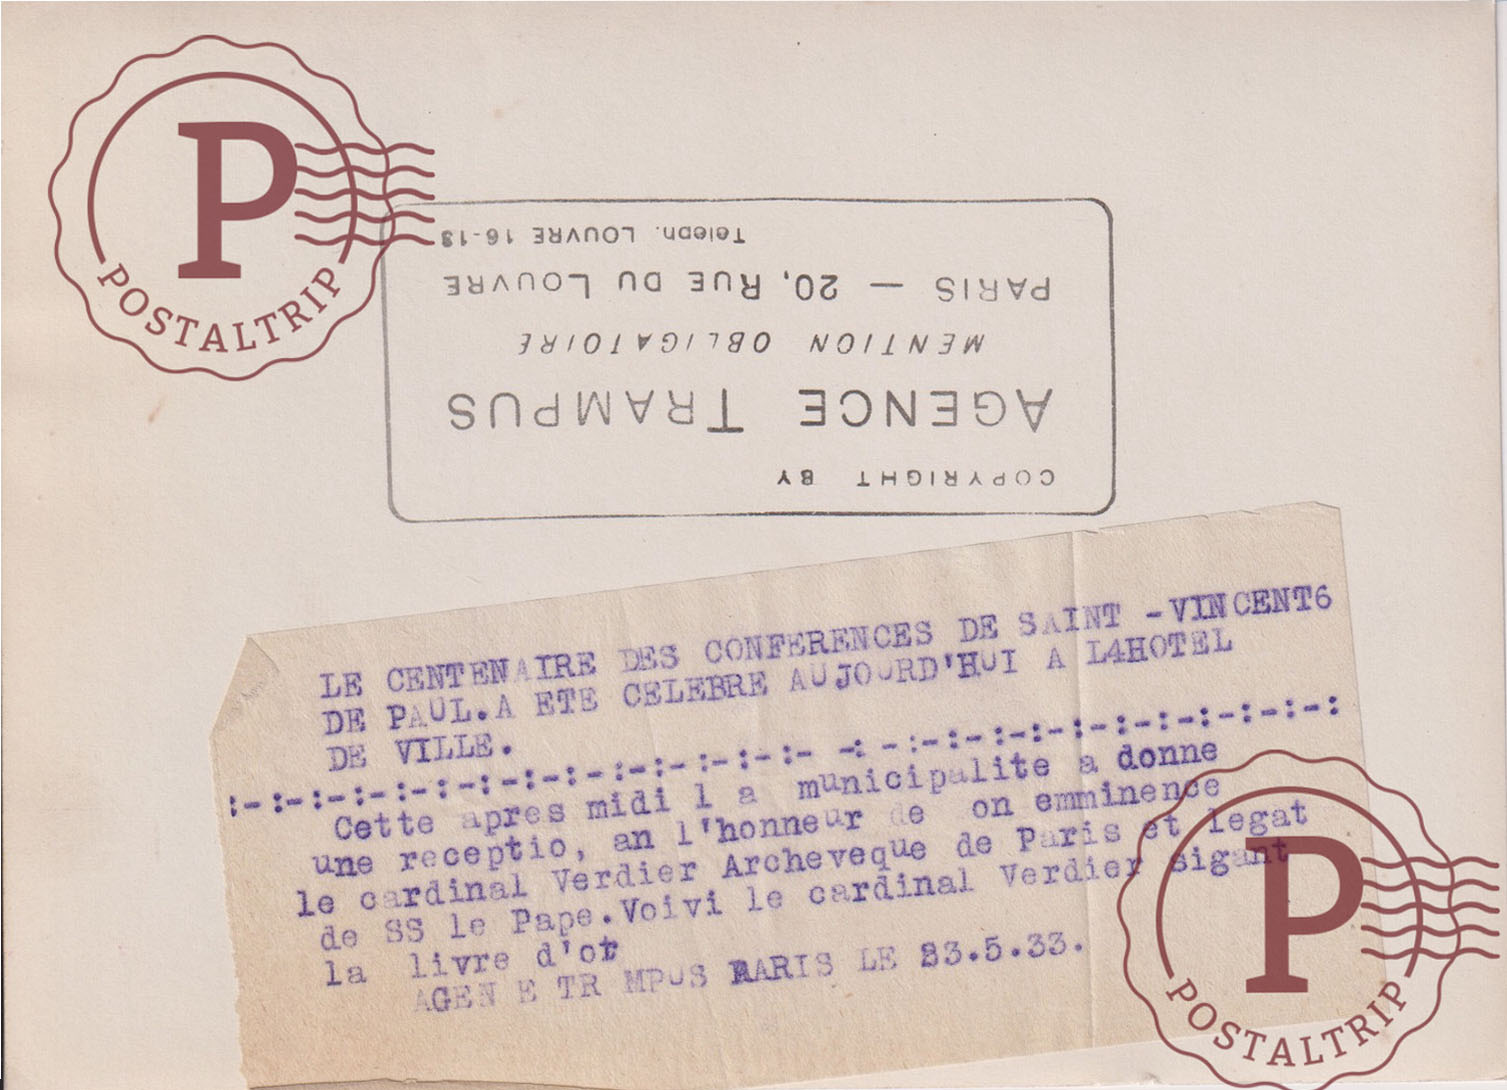 P
POSTALTRIP
COPYRIGHT BY
AGENCE TRAMPUS
MENTION OBLIGATOIRE
PARIS — 20, RUE DU LOUVRE
Teleph. LOUVRE 16-13
LE CENTENAIRE DES CONFERENCES DE SAINT -VINCENT6
DE PAUL.A ETE CELEBRE AUJOURD'HUI A L4HOTEL
DE VILLE.
:-:-:-:-:-:-:-:-:-:-:-:-:- -: -:-:-:-:-:-:-:-:-:-:-:
Cette apres midi l a municipalite a donne
une receptio, an l'honneur de on emminence
le cardinal Verdier Archeveque de Paris et legat
de SS le Pape.Voivi le cardinal Verdier sigant
la livre d'or
AGEN E TR MPUS PARIS LE 23.5.33.
P
POSTALTRIP